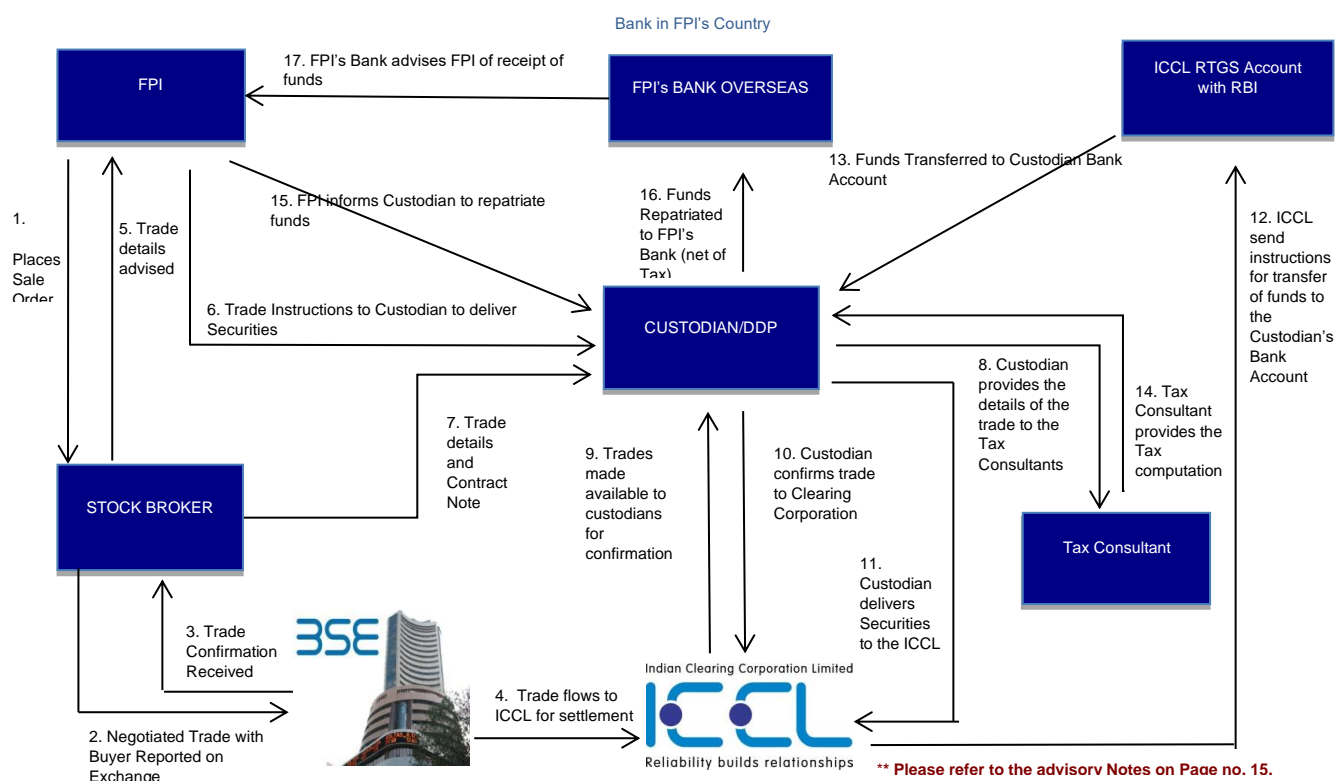 Bank in FPI's Country
FPI
17. FPI's Bank advises FPI of receipt of
funds
FPI's BANK OVERSEAS
ICCL RTGS Account
with RBI
13. Funds Transferred to Custodian Bank
Account
1.
Places
Sale
Order
5. Trade
details
advised
15. FPI informs Custodian to repatriate
funds
16. Funds
Repatriated
to FPI's
Bank (net of
Tax)
12. ICCL
send
instructions
for transfer
of funds to
the
Custodian's
Bank
Account
6. Trade Instructions to Custodian to deliver
Securities
CUSTODIAN/DDP
8. Custodian
provides the
details of the
trade to the
Tax
Consultants
14. Tax
Consultant
provides the
Tax
computation
7. Trade
details
and
Contract
Note
9. Trades
made
available to
custodians
for
confirmation
10. Custodian
confirms trade
to Clearing
Corporation
STOCK BROKER
Tax Consultant
11.
Custodian
delivers
Securities
to the ICCL
3. Trade
Confirmation
Received
BSE
4. Trade flows to
ICCL for settlement
Indian Clearing Corporation Limited
ICCL
Reliability builds relationships
2. Negotiated Trade with
Buyer Reported on
Exchange
** Please refer to the advisory Notes on Page no. 15.